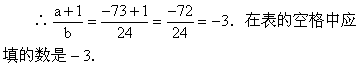 ∴ (a+1)/b = (−73+1)/24 = −72/24 = −3. 在表的空格中应
填的数是−3.